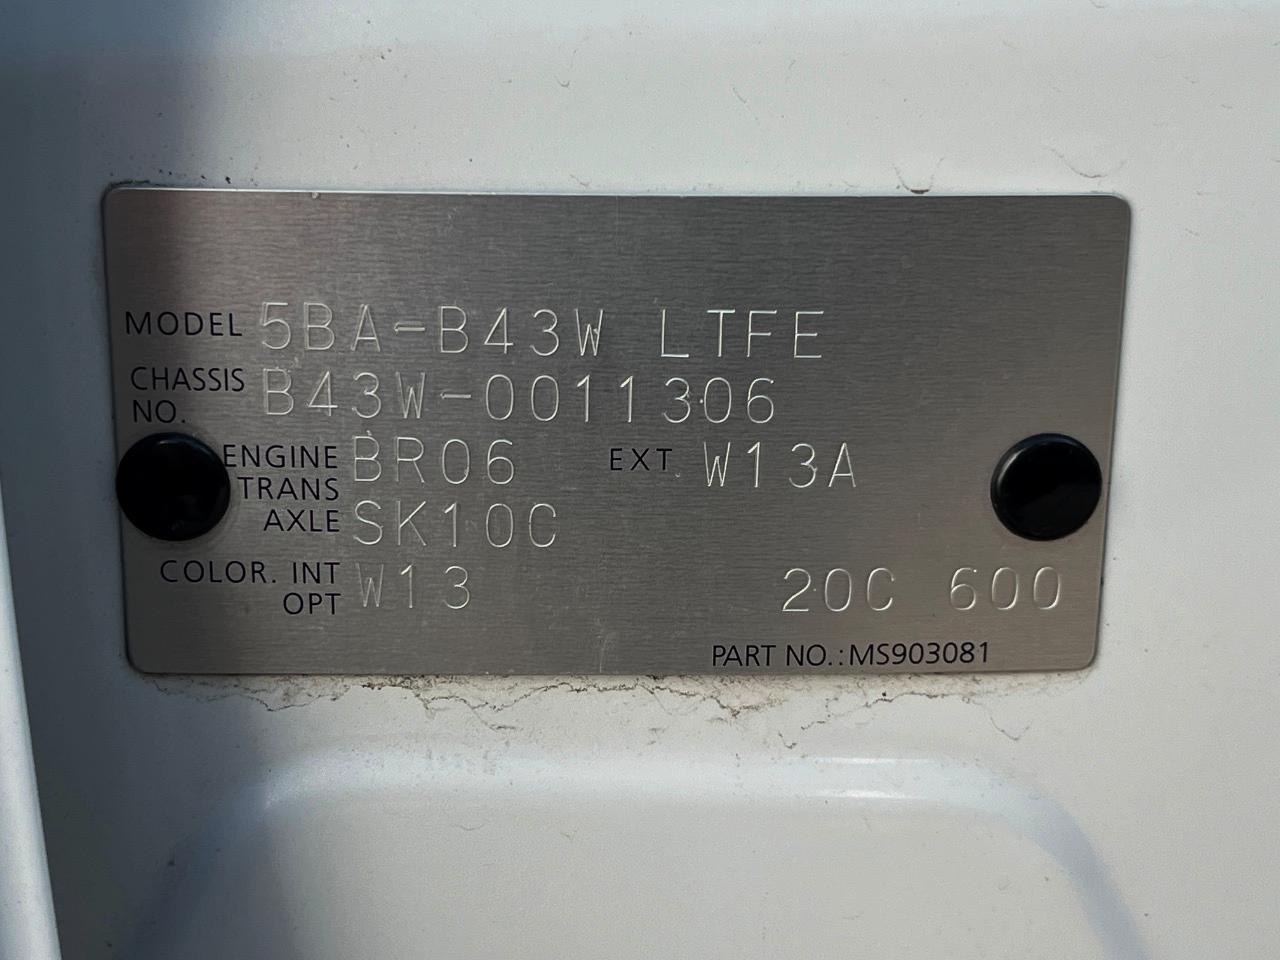 MODEL 5BA-B43W LTFE
CHASSIS NO. B43W-0011306
ENGINE BR06 EXT W13A
TRANS AXLE SK10C
COLOR. INT OPT W13 20C 600
PART NO.:MS903081